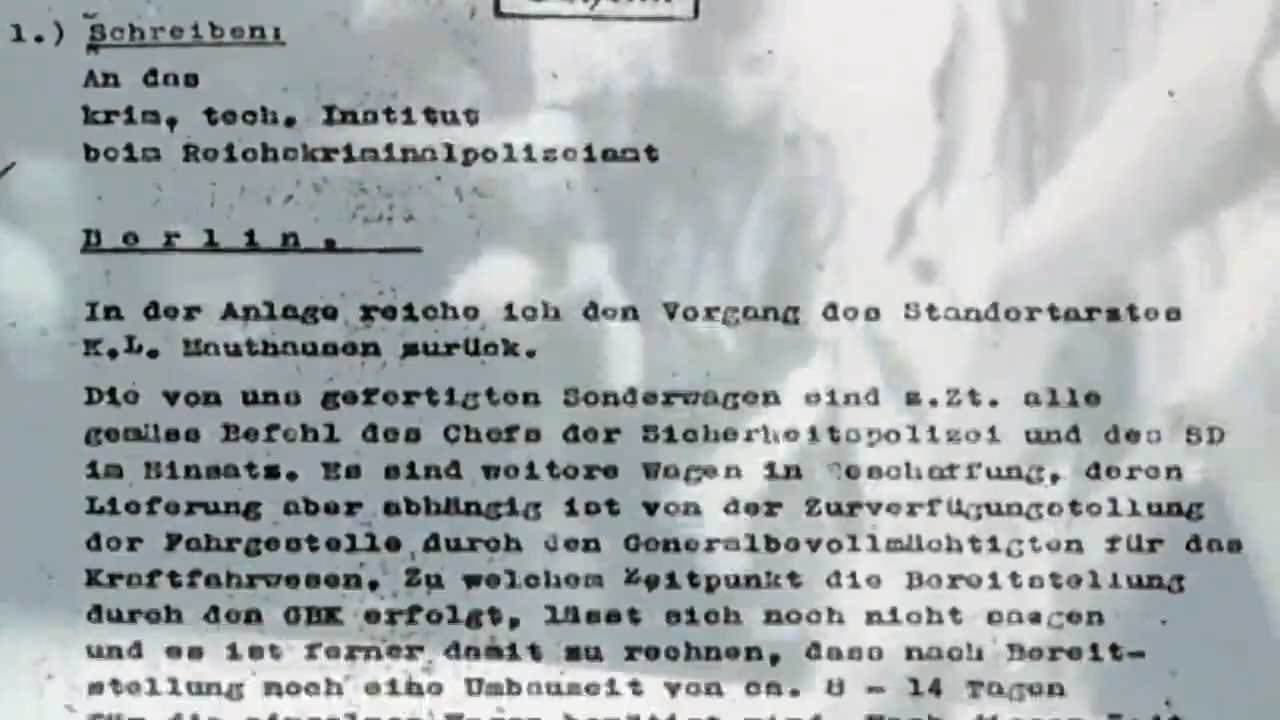 1.) Schreiben:
An das
krim. tech. Institut
beim Reichskriminalpolizeiamt
B e r l i n .
In der Anlage reiche ich den Vorgang des Standortarztes
K.L. Mauthausen zurück.
Die von uns gefertigten Sonderwagen sind z.Zt. alle
gemäss Befehl des Chefs der Sicherheitspolizei und des SD
im Einsatz. Es sind weitere Wagen in Beschaffung, deren
Lieferung aber abhängig ist von der Zurverfügungstellung
der Fahrgestelle durch den Generalbevollmächtigten für das
Kraftfahrwesen. Zu welchem Zeitpunkt die Bereitstellung
durch den GBK erfolgt, lässt sich noch nicht sagen
und es ist ferner damit zu rechnen, dass nach Bereit-
stellung noch eine Umbauzeit von ca. 8 - 14 Tagen